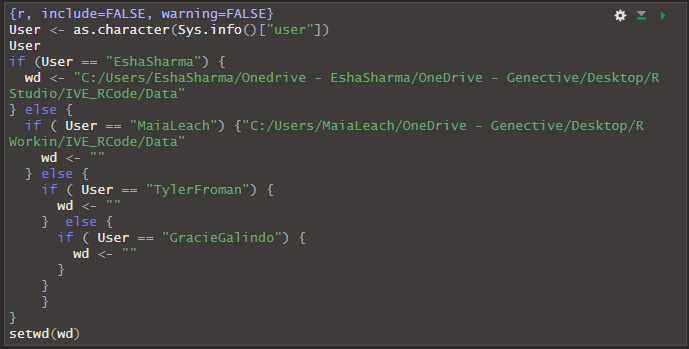 {r, include=FALSE, warning=FALSE}
User <- as.character(Sys.info()["user"])
User
if (User == "EshaSharma") {
  wd <- "C:/Users/EshaSharma/Onedrive - EshaSharma/OneDrive - Genective/Desktop/R
Studio/IVE_RCode/Data"
} else {
  if ( User == "MaiaLeach") {"C:/Users/MaiaLeach/OneDrive - Genective/Desktop/R
Workin/IVE_RCode/Data"
    wd <- ""
  } else {
    if ( User == "TylerFroman") {
      wd <- ""
    }  else {
      if ( User == "GracieGalindo") {
        wd <- ""
      }
    }
    }
}
setwd(wd)